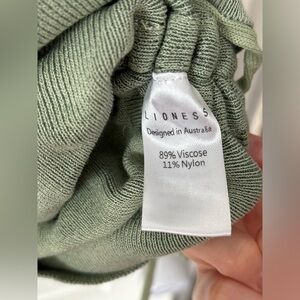 LIONESS
Designed in Australia
89% Viscose
11% Nylon